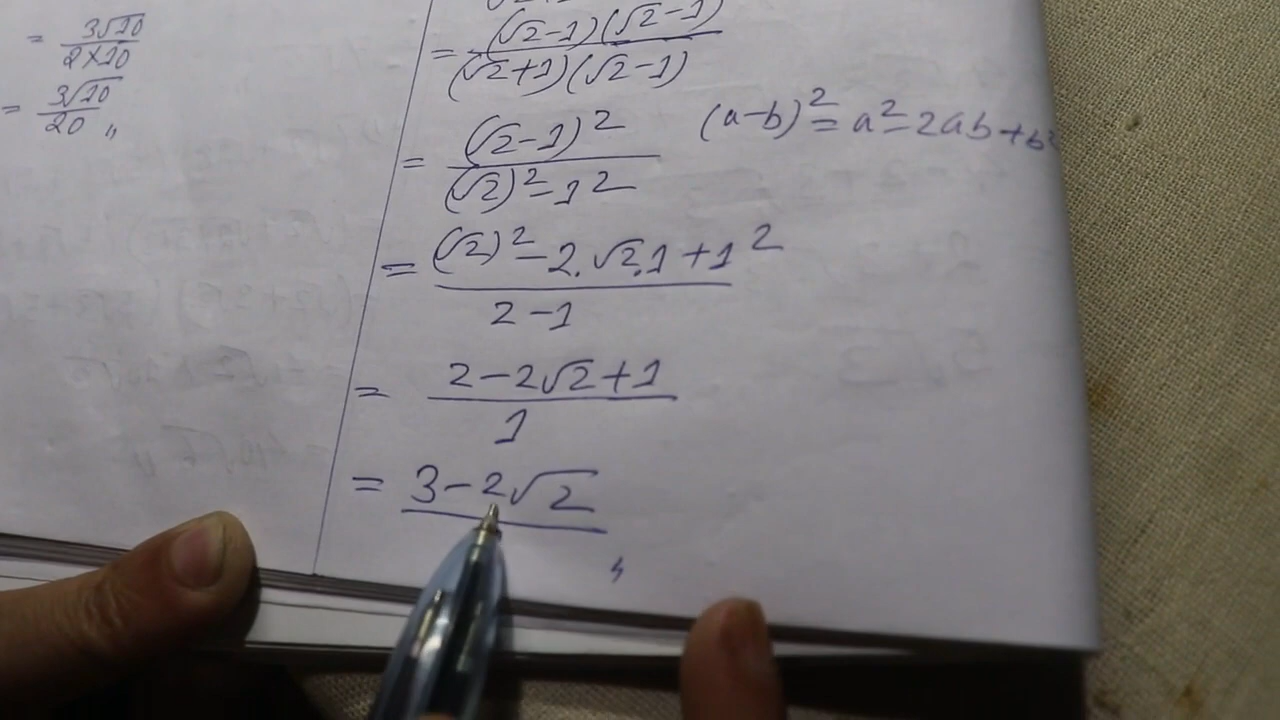 = 3√10 / 2×10
= 3√10 / 20 ,,
= (√2-1)(√2-1) / (√2+1)(√2-1)
= (√2-1)² / (√2)²-1²
(a-b)² = a²-2ab+b²
= (√2)²-2.√2.1+1² / 2-1
= 2-2√2+1 / 1
= 3-2√2 ,,